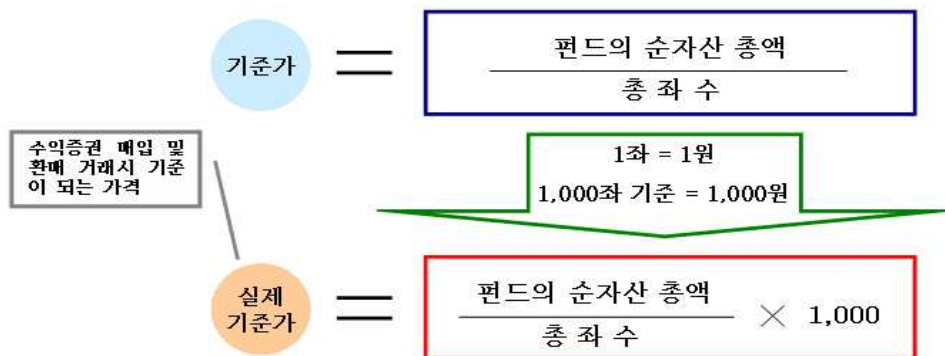 기준가
펀드의 순자산 총액
총 좌 수
수익증권 매입 및
환매 거래시 기준
이 되는 가격
1좌 = 1원
1,000좌 기준 = 1,000원
실제
기준가
펀드의 순자산 총액
총 좌 수
× 1,000